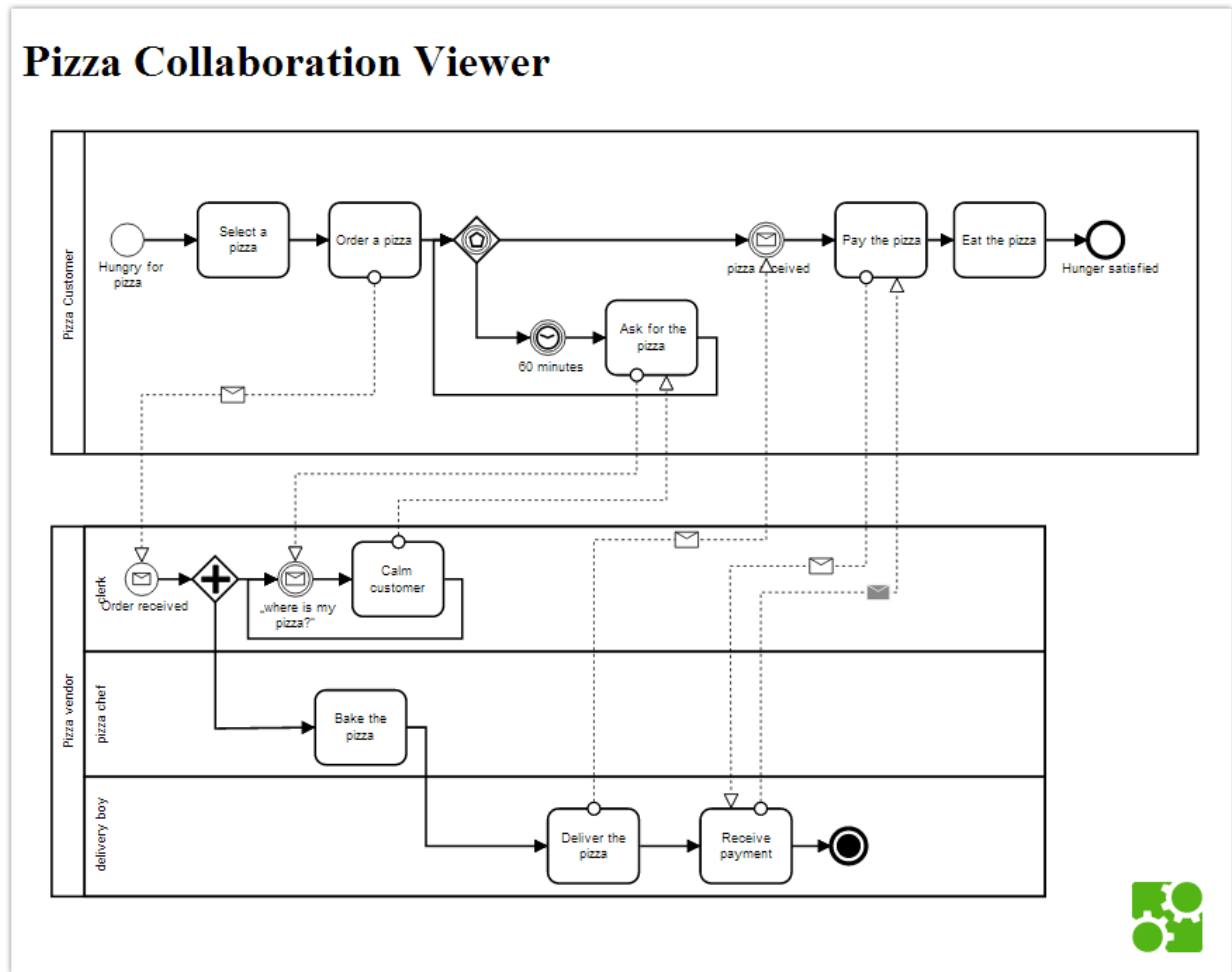 Pizza Collaboration Viewer
Pizza Customer
Hungry for
pizza
Select a
pizza
Order a pizza
60 minutes
Ask for the
pizza
pizza received
Pay the pizza
Eat the pizza
Hunger satisfied
Pizza vendor
clerk
Order received
„where is my
pizza?“
Calm
customer
pizza chef
Bake the
pizza
delivery boy
Deliver the
pizza
Receive
payment